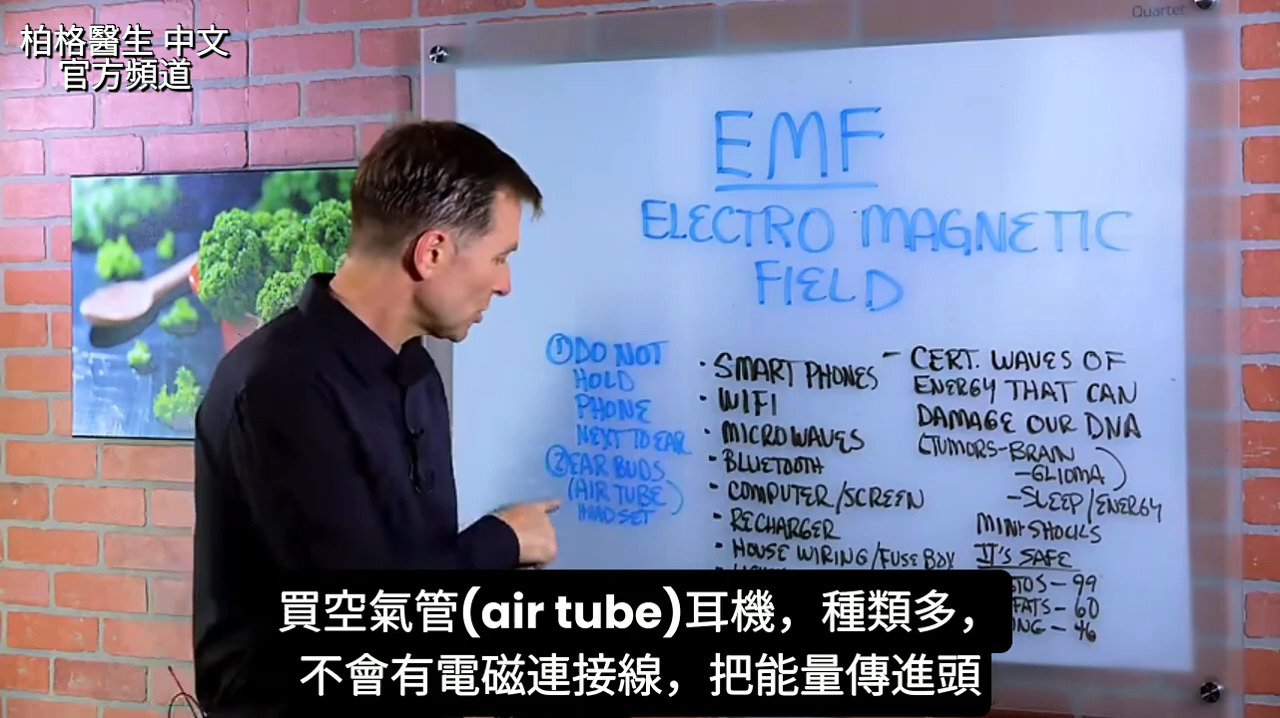 柏格醫生 中文
官方頻道
Quartet
EMF
ELECTRO MAGNETIC
FIELD
① DO NOT
HOLD
PHONE
NEXT TO EAR
② EAR BUDS
(AIR TUBE)
HEADSET
· SMART PHONES
· WIFI
· MICROWAVES
· BLUETOOTH
· COMPUTER/SCREEN
· RECHARGER
· HOUSE WIRING/FUSE BOX
- CERT. WAVES OF
ENERGY THAT CAN
DAMAGE OUR DNA
(TUMORS-BRAIN
-GLIOMA)
-SLEEP/ENERGY
MINI-SHOCKS
IT'S SAFE
TOS-99
FATS-60
NG-46
買空氣管(air tube)耳機，種類多，
不會有電磁連接線，把能量傳進頭